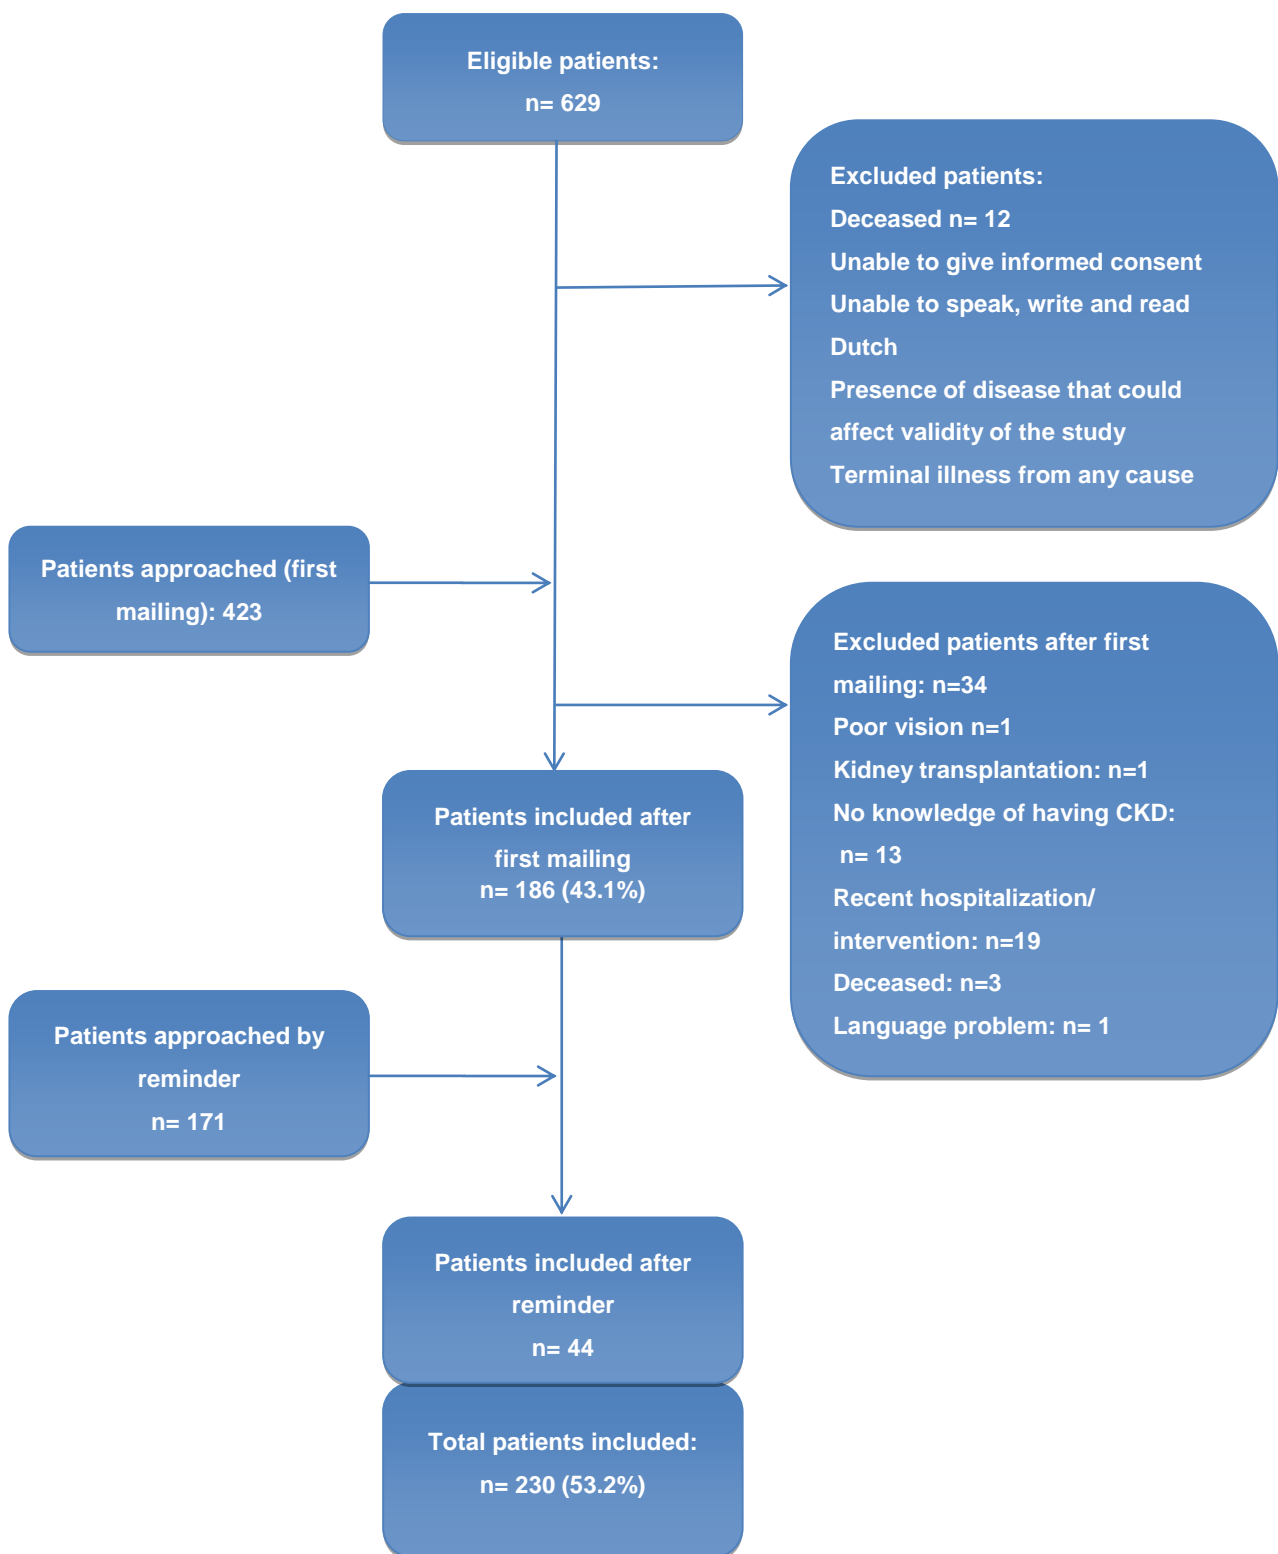 Eligible patients:
n= 629
Excluded patients:
Deceased n= 12
Unable to give informed consent
Unable to speak, write and read
Dutch
Presence of disease that could
affect validity of the study
Terminal illness from any cause
Patients approached (first
mailing): 423
Excluded patients after first
mailing: n=34
Poor vision n=1
Kidney transplantation: n=1
No knowledge of having CKD:
n= 13
Recent hospitalization/
intervention: n=19
Deceased: n=3
Language problem: n= 1
Patients included after
first mailing
n= 186 (43.1%)
Patients approached by
reminder
n= 171
Patients included after
reminder
n= 44
Total patients included:
n= 230 (53.2%)